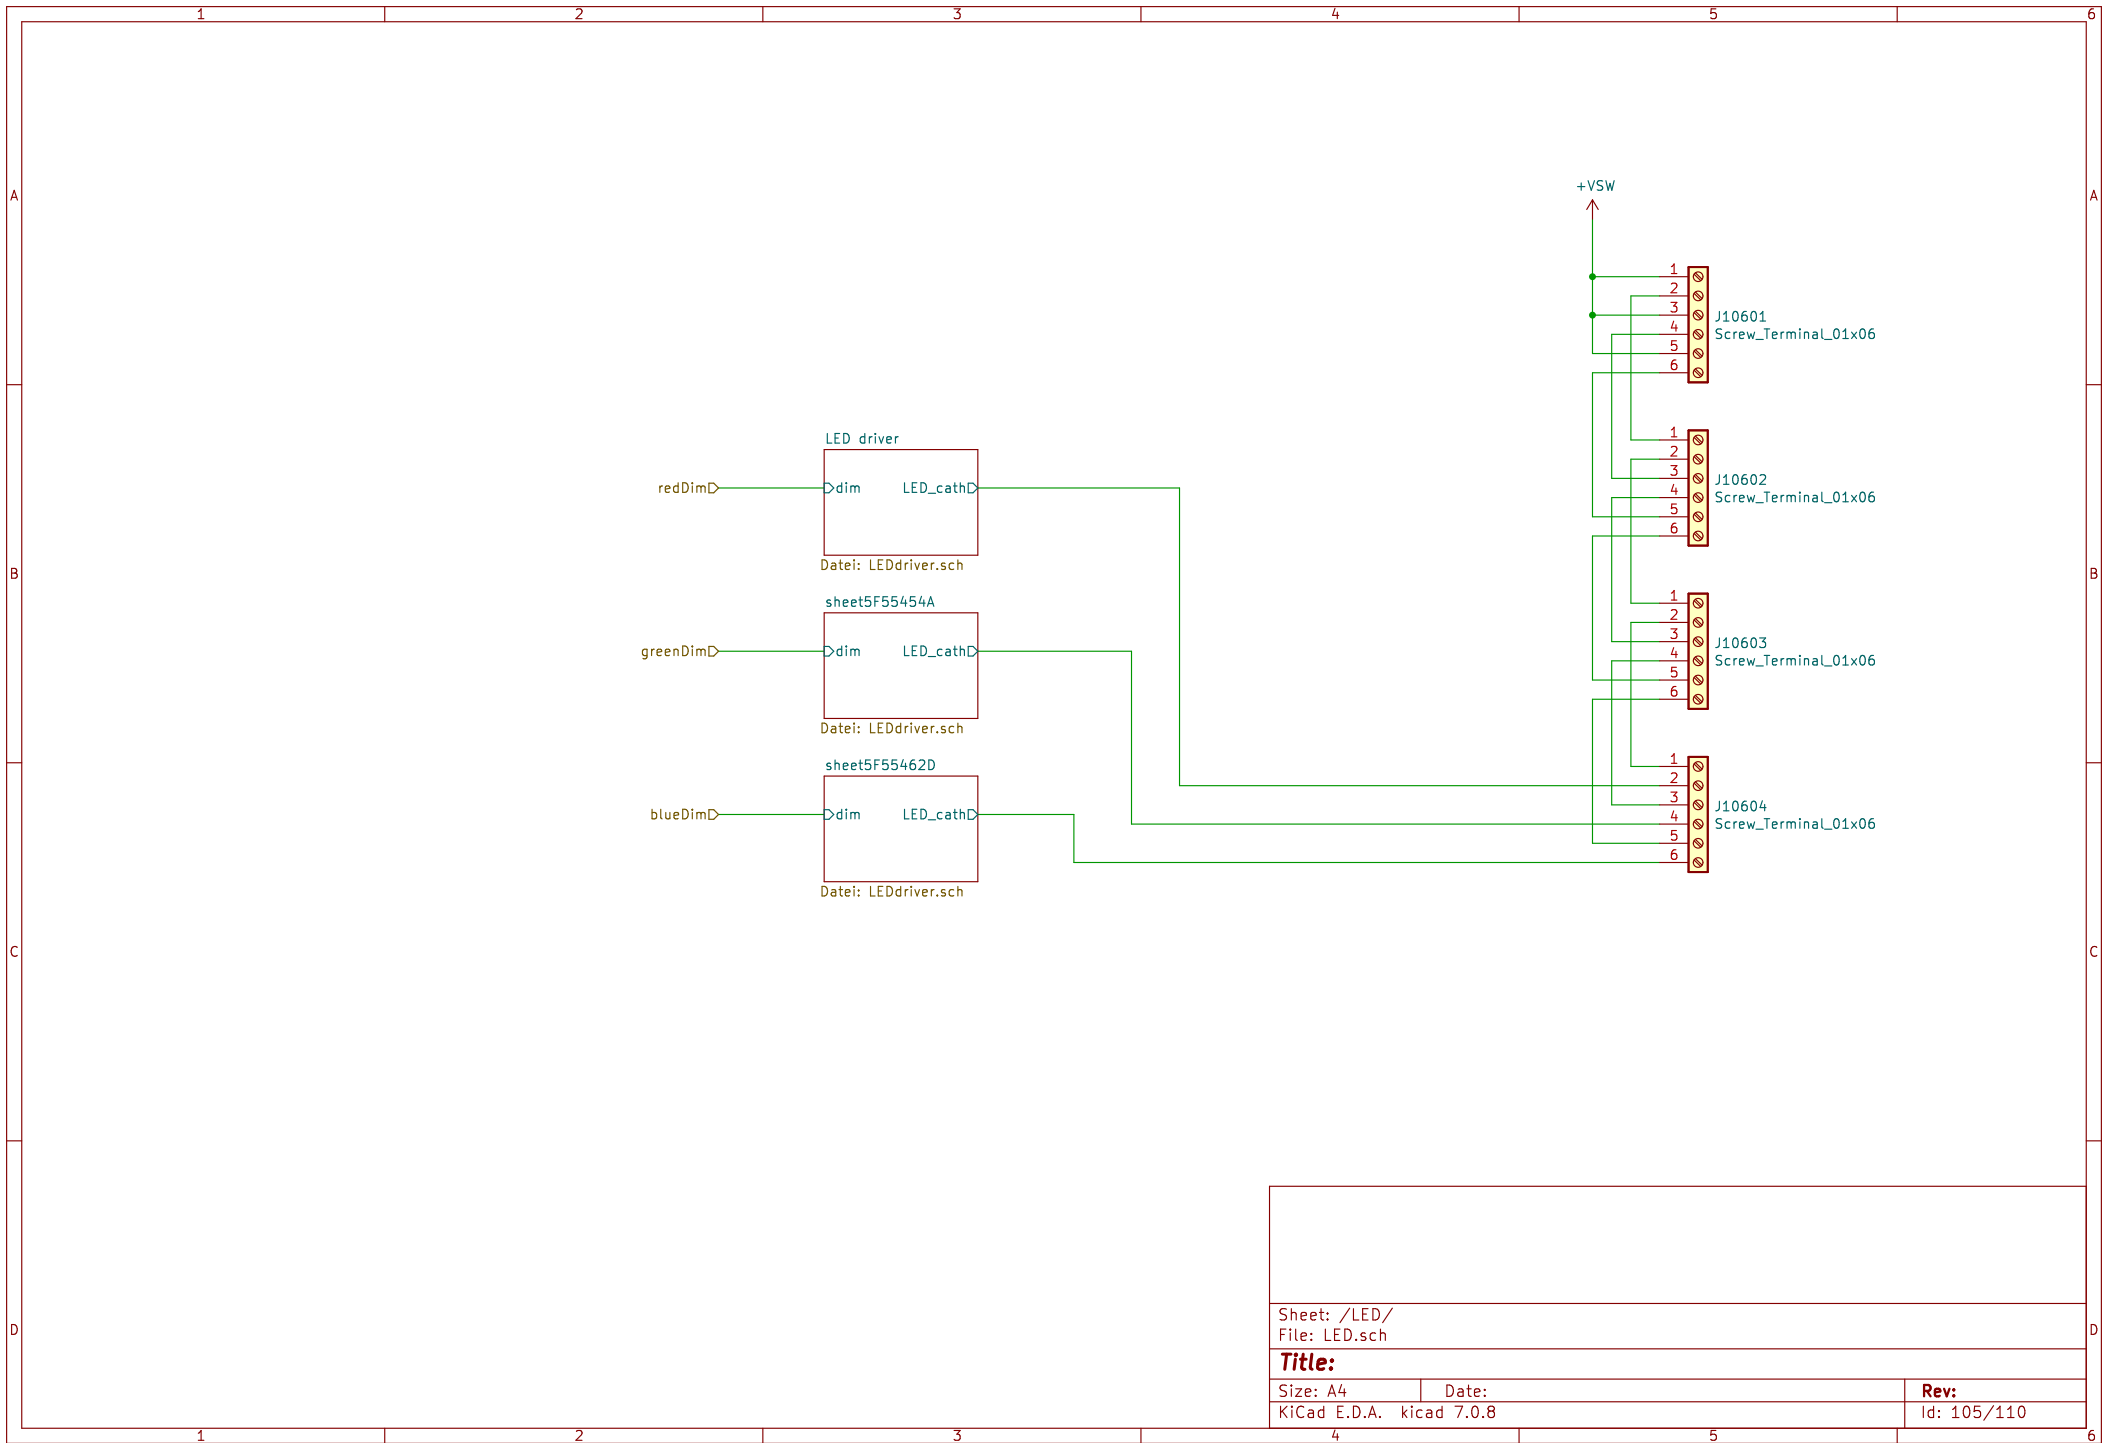 1 2 3 4 5 6
+VSW
A A
1
2
3
4
5
6
J10601
Screw_Terminal_01x06
LED driver
redDim dim LED_cath
Datei: LEDdriver.sch
1
2
3
4
5
6
J10602
Screw_Terminal_01x06
B B
sheet5F55454A
greenDim dim LED_cath
Datei: LEDdriver.sch
1
2
3
4
5
6
J10603
Screw_Terminal_01x06
sheet5F55462D
blueDim dim LED_cath
Datei: LEDdriver.sch
1
2
3
4
5
6
J10604
Screw_Terminal_01x06
C C
Sheet: /LED/
File: LED.sch
D D
Title:
Size: A4 Date: Rev:
KiCad E.D.A. kicad 7.0.8 Id: 105/110
1 2 3 4 5 6